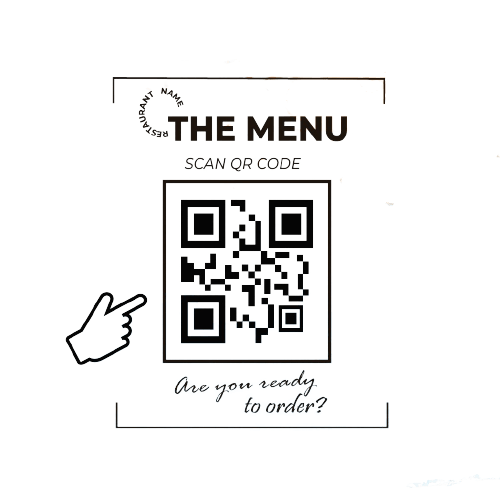 RESTAURANT NAME
THE MENU
SCAN QR CODE
Are you ready
to order?